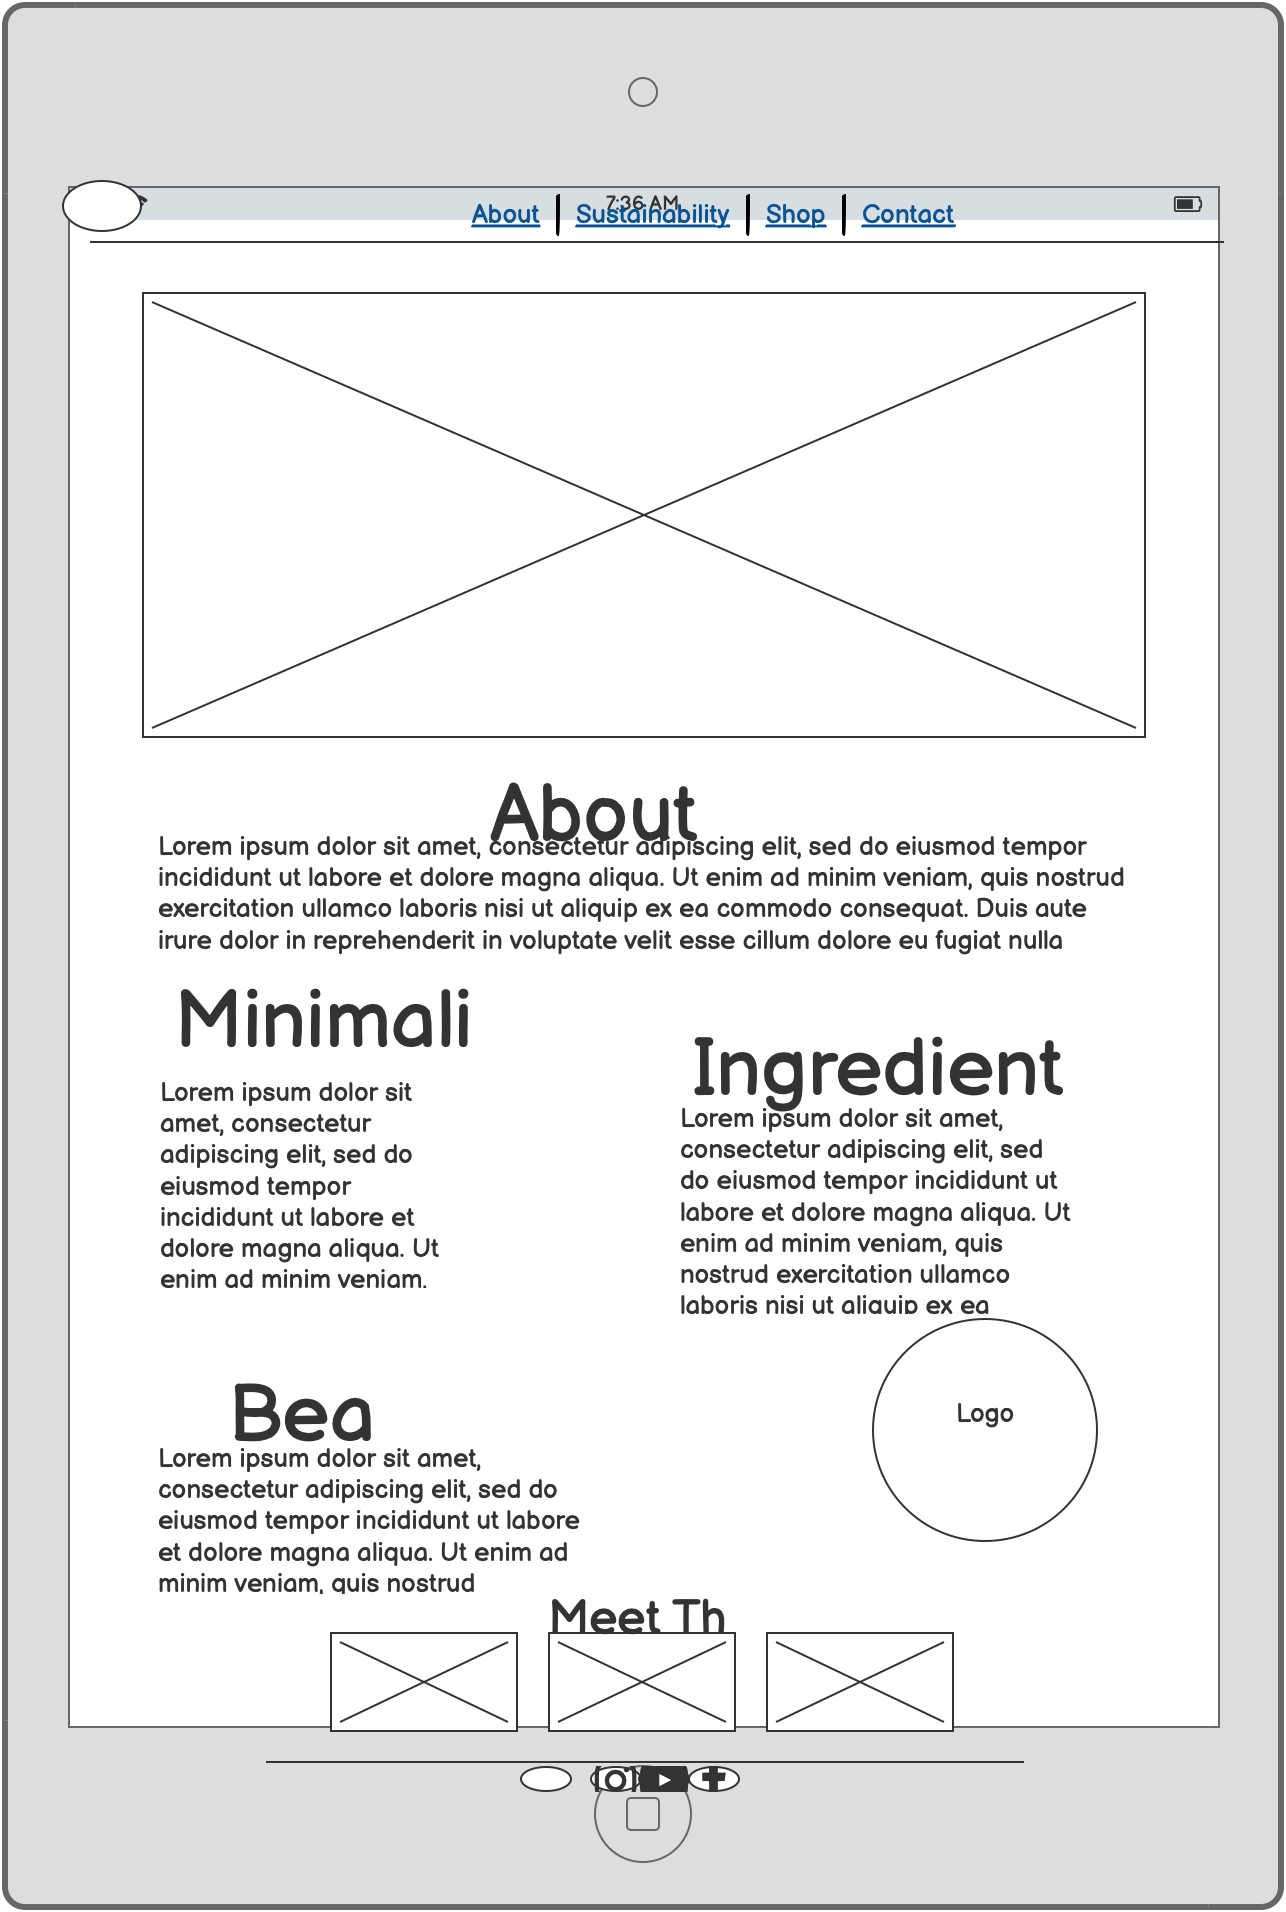 7:36 AM
About Sustainability Shop Contact
About
Lorem ipsum dolor sit amet, consectetur adipiscing elit, sed do eiusmod tempor
incididunt ut labore et dolore magna aliqua. Ut enim ad minim veniam, quis nostrud
exercitation ullamco laboris nisi ut aliquip ex ea commodo consequat. Duis aute
irure dolor in reprehenderit in voluptate velit esse cillum dolore eu fugiat nulla
Minimali
Lorem ipsum dolor sit
amet, consectetur
adipiscing elit, sed do
eiusmod tempor
incididunt ut labore et
dolore magna aliqua. Ut
enim ad minim veniam.
Ingredient
Lorem ipsum dolor sit amet,
consectetur adipiscing elit, sed
do eiusmod tempor incididunt ut
labore et dolore magna aliqua. Ut
enim ad minim veniam, quis
nostrud exercitation ullamco
laboris nisi ut aliquip ex ea
Logo
Bea
Lorem ipsum dolor sit amet,
consectetur adipiscing elit, sed do
eiusmod tempor incididunt ut labore
et dolore magna aliqua. Ut enim ad
minim veniam, quis nostrud
Meet Th